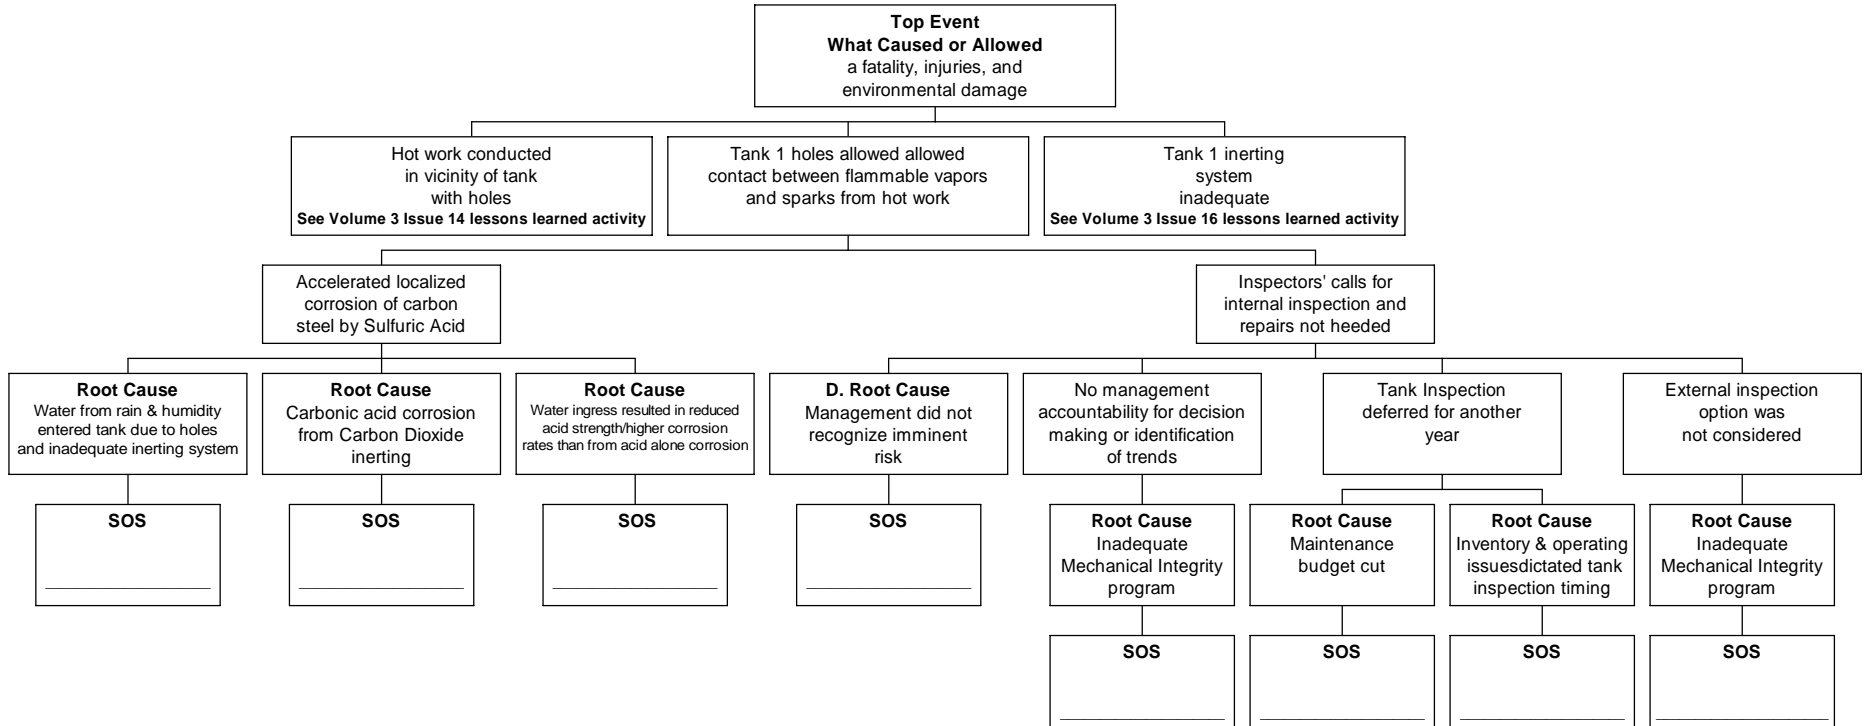 Top Event
What Caused or Allowed
a fatality, injuries, and
environmental damage
Hot work conducted
in vicinity of tank
with holes
See Volume 3 Issue 14 lessons learned activity
Tank 1 holes allowed allowed
contact between flammable vapors
and sparks from hot work
Tank 1 inerting
system
inadequate
See Volume 3 Issue 16 lessons learned activity
Accelerated localized
corrosion of carbon
steel by Sulfuric Acid
Inspectors' calls for
internal inspection and
repairs not heeded
Root Cause
Water from rain & humidity
entered tank due to holes
and inadequate inerting system
Root Cause
Carbonic acid corrosion
from Carbon Dioxide
inerting
Root Cause
Water ingress resulted in reduced
acid strength/higher corrosion
rates than from acid alone corrosion
D. Root Cause
Management did not
recognize imminent
risk
No management
accountability for decision
making or identification
of trends
Tank Inspection
deferred for another
year
External inspection
option was
not considered
SOS
SOS
SOS
SOS
Root Cause
Inadequate
Mechanical Integrity
program
Root Cause
Maintenance
budget cut
Root Cause
Inventory & operating
issuesdictated tank
inspection timing
Root Cause
Inadequate
Mechanical Integrity
program
SOS
SOS
SOS
SOS